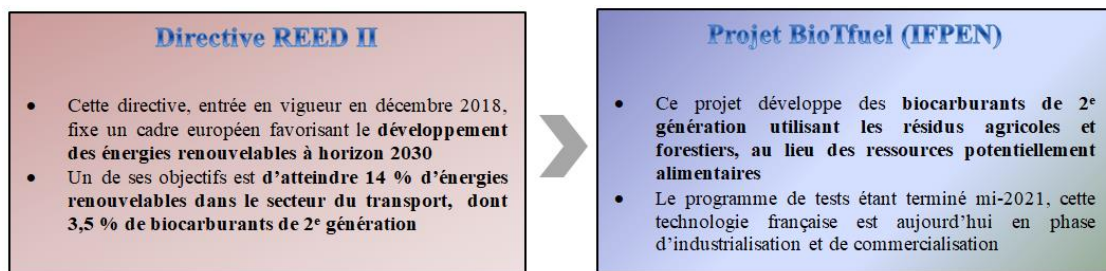 Directive REED II
• Cette directive, entrée en vigueur en décembre 2018,
fixe un cadre européen favorisant le développement
des énergies renouvelables à horizon 2030
• Un de ses objectifs est d’atteindre 14 % d’énergies
renouvelables dans le secteur du transport, dont
3,5 % de biocarburants de 2e génération
Projet BioTfuel (IFPEN)
• Ce projet développe des biocarburants de 2e
génération utilisant les résidus agricoles et
forestiers, au lieu des ressources potentiellement
alimentaires
• Le programme de tests étant terminé mi-2021, cette
technologie française est aujourd’hui en phase
d’industrialisation et de commercialisation